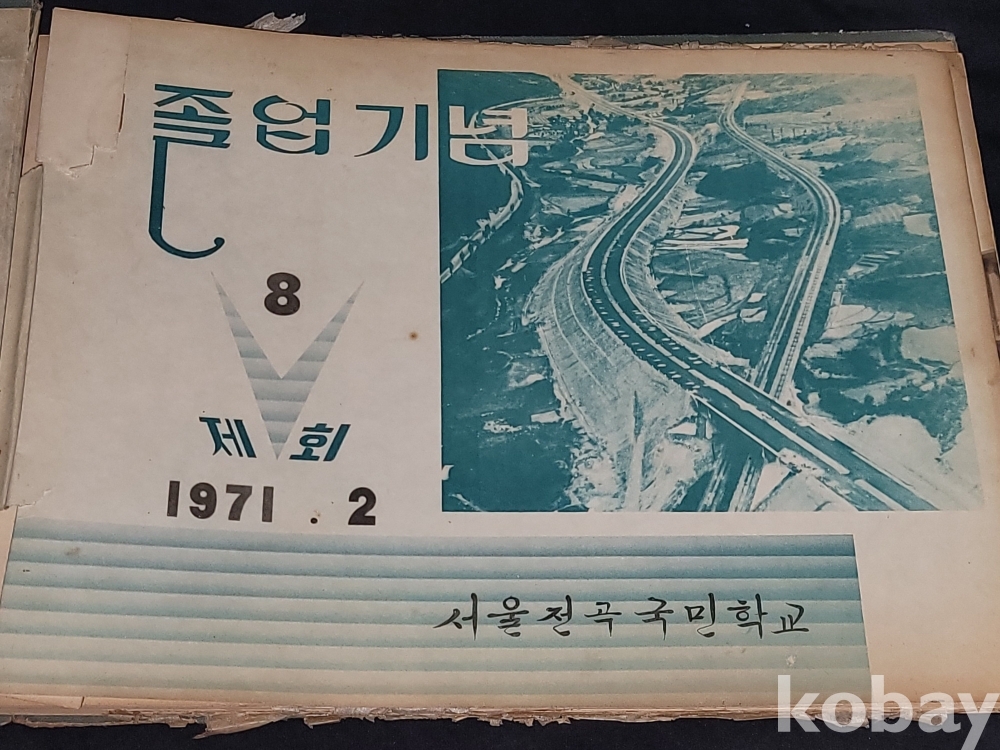 졸업기념
8
제 회
1971.2
서울전곡국민학교
kobay